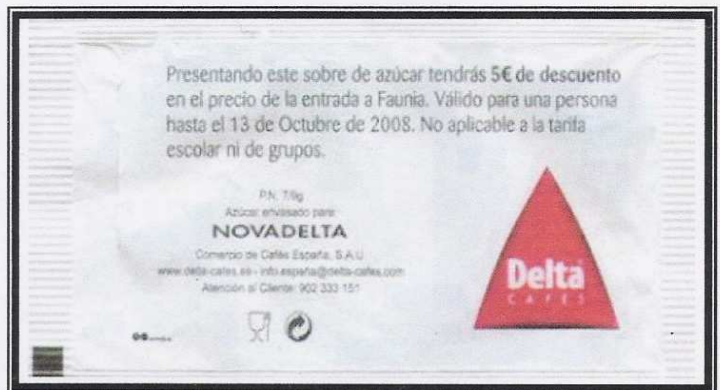 Presentando este sobre de azúcar tendrás 5€ de descuento
en el precio de la entrada a Faunia. Válido para una persona
hasta el 13 de Octubre de 2008. No aplicable a la tarifa
escolar ni de grupos.
P.N. 7,0g
Azúcar envasado para:
NOVADELTA
Comercio de Cafés España, S.A.U.
www.delta-cafes.es - info.españa@delta-cafes.com
Atención al Cliente: 902 333 151
Delta
CAFÉS